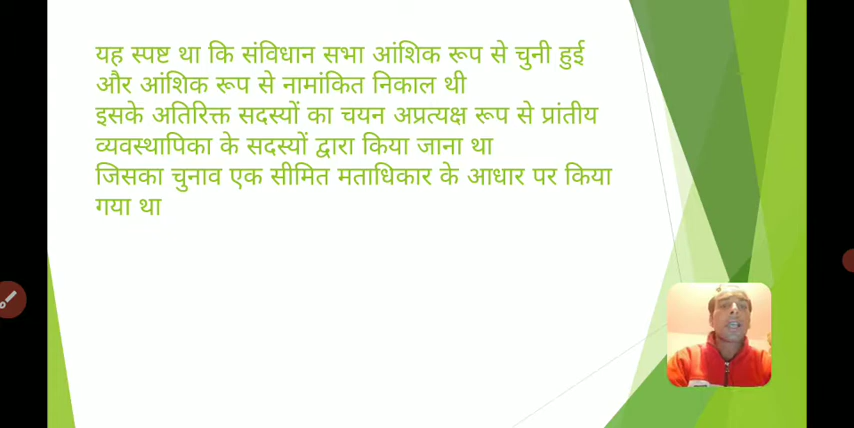 यह स्पष्ट था कि संविधान सभा आंशिक रूप से चुनी हुई
और आंशिक रूप से नामांकित निकाल थी
इसके अतिरिक्त सदस्यों का चयन अप्रत्यक्ष रूप से प्रांतीय
व्यवस्थापिका के सदस्यों द्वारा किया जाना था
जिसका चुनाव एक सीमित मताधिकार के आधार पर किया
गया था